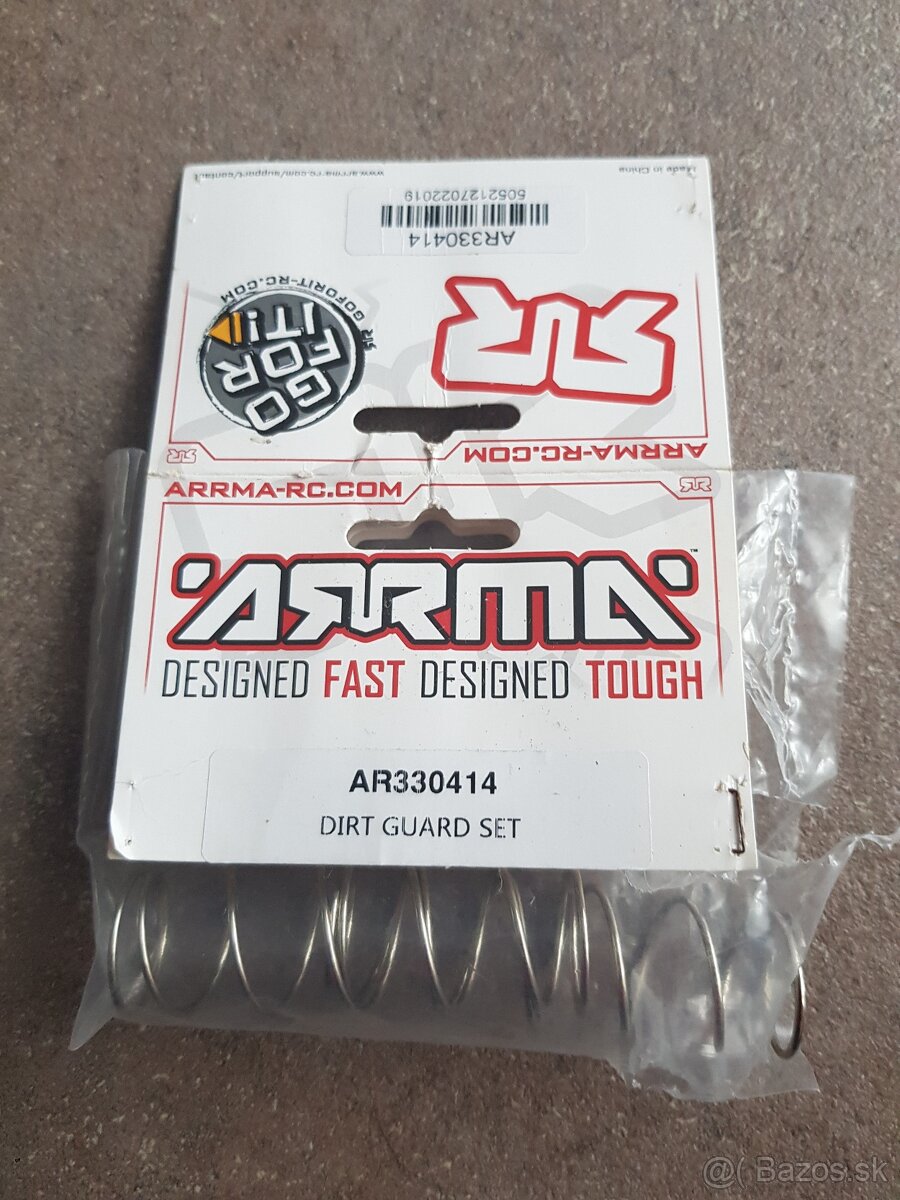 www.arrma-rc.com/support/contact
Made in China
5052127022019
AR330414
GOFORIT-RC.COM
GO
FOR
IT!
ARRMA-RC.COM
ARRMA-RC.COM
ARRMA™
DESIGNED FAST DESIGNED TOUGH
AR330414
DIRT GUARD SET
@( Bazos.sk